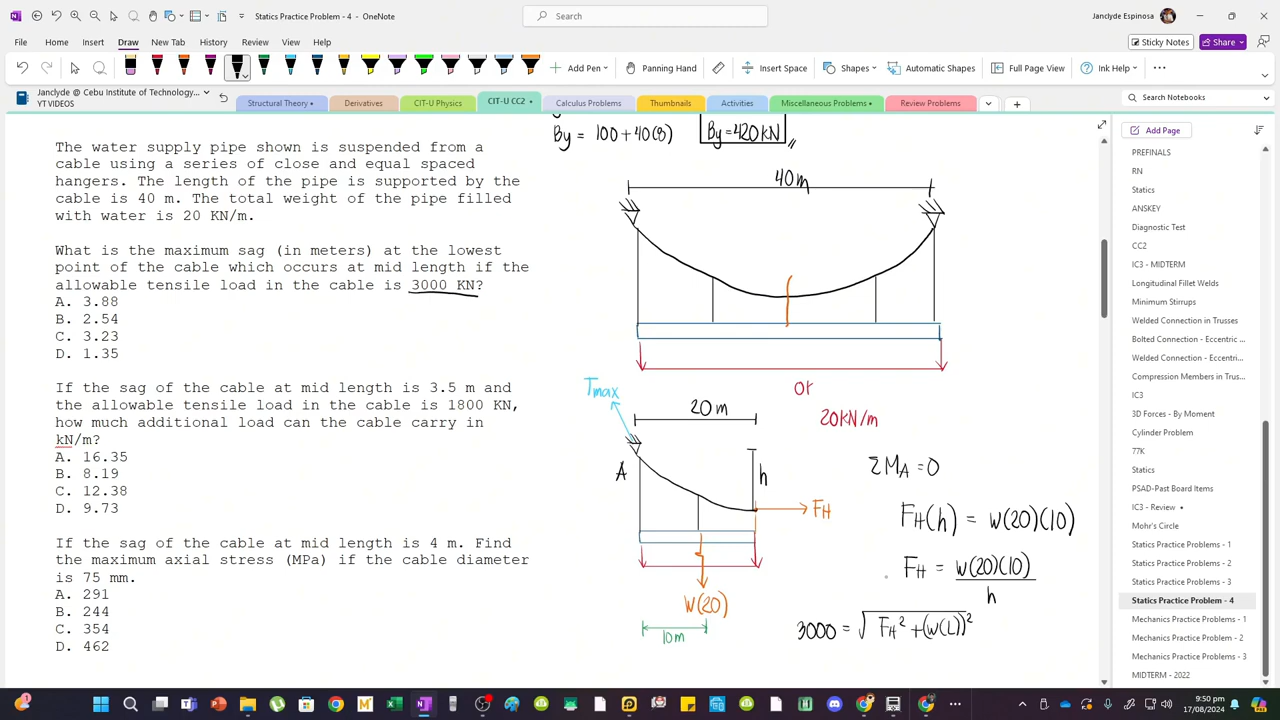 Statics Practice Problem - 4 - OneNote
Search
Janclyde Espinosa
File Home Insert Draw New Tab History Review View Help
Sticky Notes Share
Add Pen Panning Hand Insert Space Shapes Automatic Shapes Full Page View Ink Help
Janclyde @ Cebu Institute of Technology...
YT VIDEOS
Structural Theory Derivatives CIT-U Physics CIT-U CC2 Calculus Problems Thumbnails Activities Miscellaneous Problems Review Problems
Search Notebooks
Add Page
The water supply pipe shown is suspended from a
cable using a series of close and equal spaced
hangers. The length of the pipe is supported by the
cable is 40 m. The total weight of the pipe filled
with water is 20 KN/m.
What is the maximum sag (in meters) at the lowest
point of the cable which occurs at mid length if the
allowable tensile load in the cable is 3000 KN?
A. 3.88
B. 2.54
C. 3.23
D. 1.35
If the sag of the cable at mid length is 3.5 m and
the allowable tensile load in the cable is 1800 KN,
how much additional load can the cable carry in
kN/m?
A. 16.35
B. 8.19
C. 12.38
D. 9.73
If the sag of the cable at mid length is 4 m. Find
the maximum axial stress (MPa) if the cable diameter
is 75 mm.
A. 291
B. 244
C. 354
D. 462
By = 100 + 40(8) By = 420 KN
40m
or
20KN/m
Tmax
20m
A
h
FH
W(20)
10m
ΣMA = 0
FH(h) = W(20)(10)
FH = W(20)(10)
h
3000 = √FH² + (W(L))²
PREFINALS
RN
Statics
ANSKEY
Diagnostic Test
CC2
IC3 - MIDTERM
Longitudinal Fillet Welds
Minimum Stirrups
Welded Connection in Trusses
Bolted Connection - Eccentric ...
Welded Connection - Eccentric...
Compression Members in Trus...
IC3
3D Forces - By Moment
Cylinder Problem
77K
Statics
PSAD-Past Board Items
IC3 - Review
Mohr's Circle
Statics Practice Problems - 1
Statics Practice Problems - 2
Statics Practice Problems - 3
Statics Practice Problem - 4
Mechanics Practice Problems - 1
Mechanics Practice Problem - 2
Mechanics Practice Problem - 3
MIDTERM - 2022
9:50 pm
17/08/2024